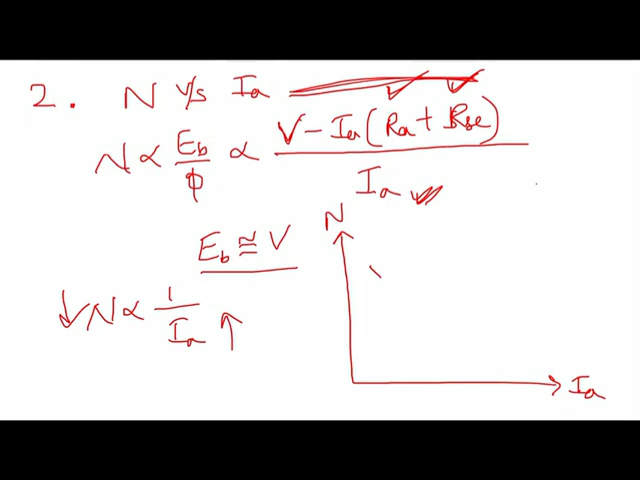 2. N v/s Ia
N ∝ Eb/ϕ ∝ V - Ia (Ra + Rse)/Ia
Eb ≅ V
↓ N ∝ 1/Ia ↑
N
Ia